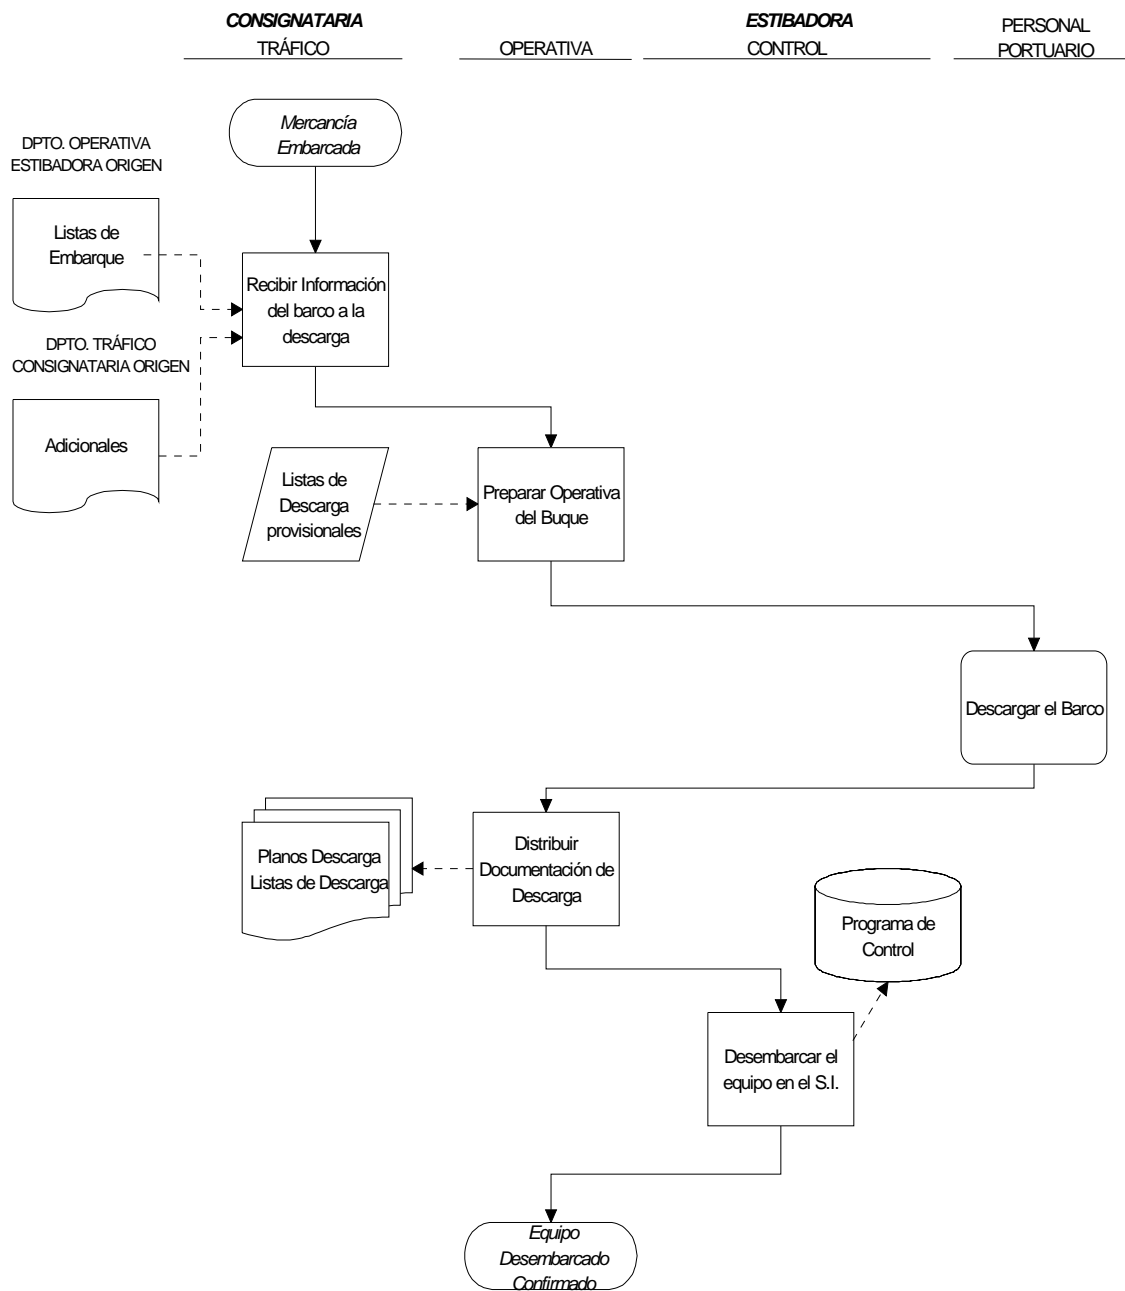 CONSIGNATARIA
TRÁFICO
OPERATIVA
ESTIBADORA
CONTROL
PERSONAL
PORTUARIO
Mercancía
Embarcada
DPTO. OPERATIVA
ESTIBADORA ORIGEN
Listas de
Embarque
Recibir Información
del barco a la
descarga
DPTO. TRÁFICO
CONSIGNATARIA ORIGEN
Adicionales
Listas de
Descarga
provisionales
Preparar Operativa
del Buque
Descargar el Barco
Planos Descarga
Listas de Descarga
Distribuir
Documentación de
Descarga
Programa de
Control
Desembarcar el
equipo en el S.I.
Equipo
Desembarcado
Confirmado